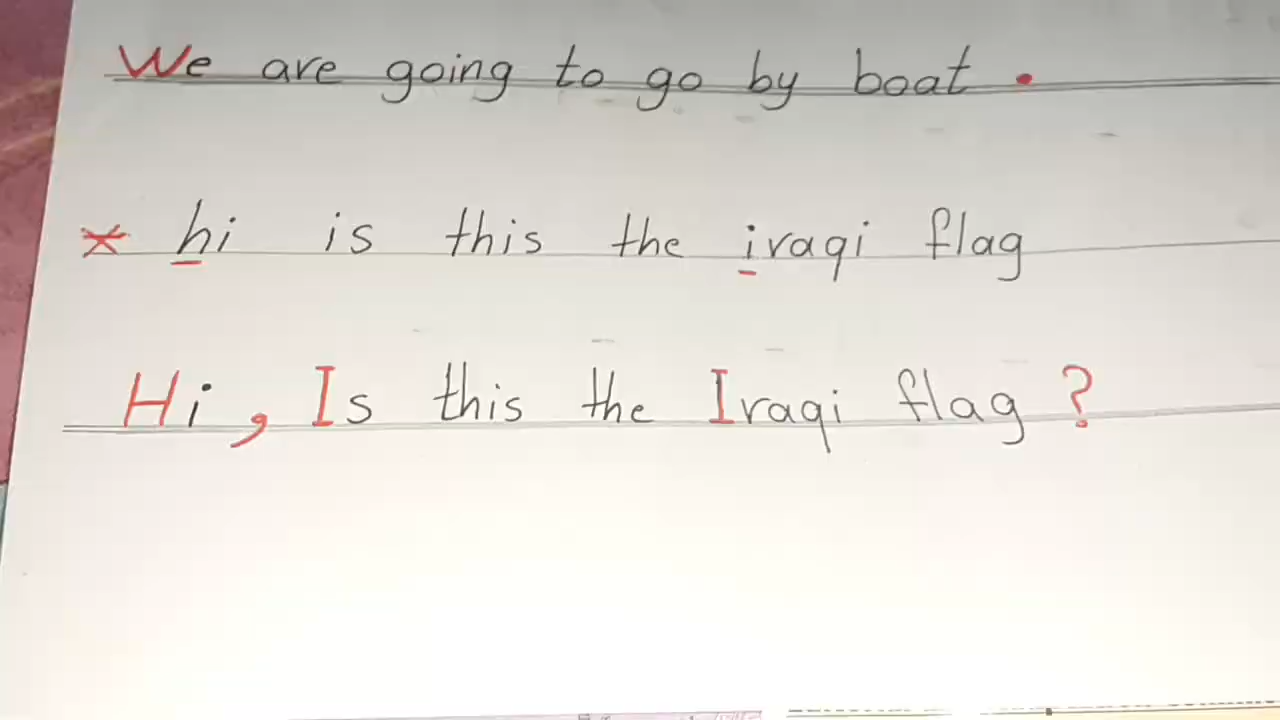 We are going to go by boat .
* hi is this the iraqi flag
Hi , Is this the Iraqi flag ?